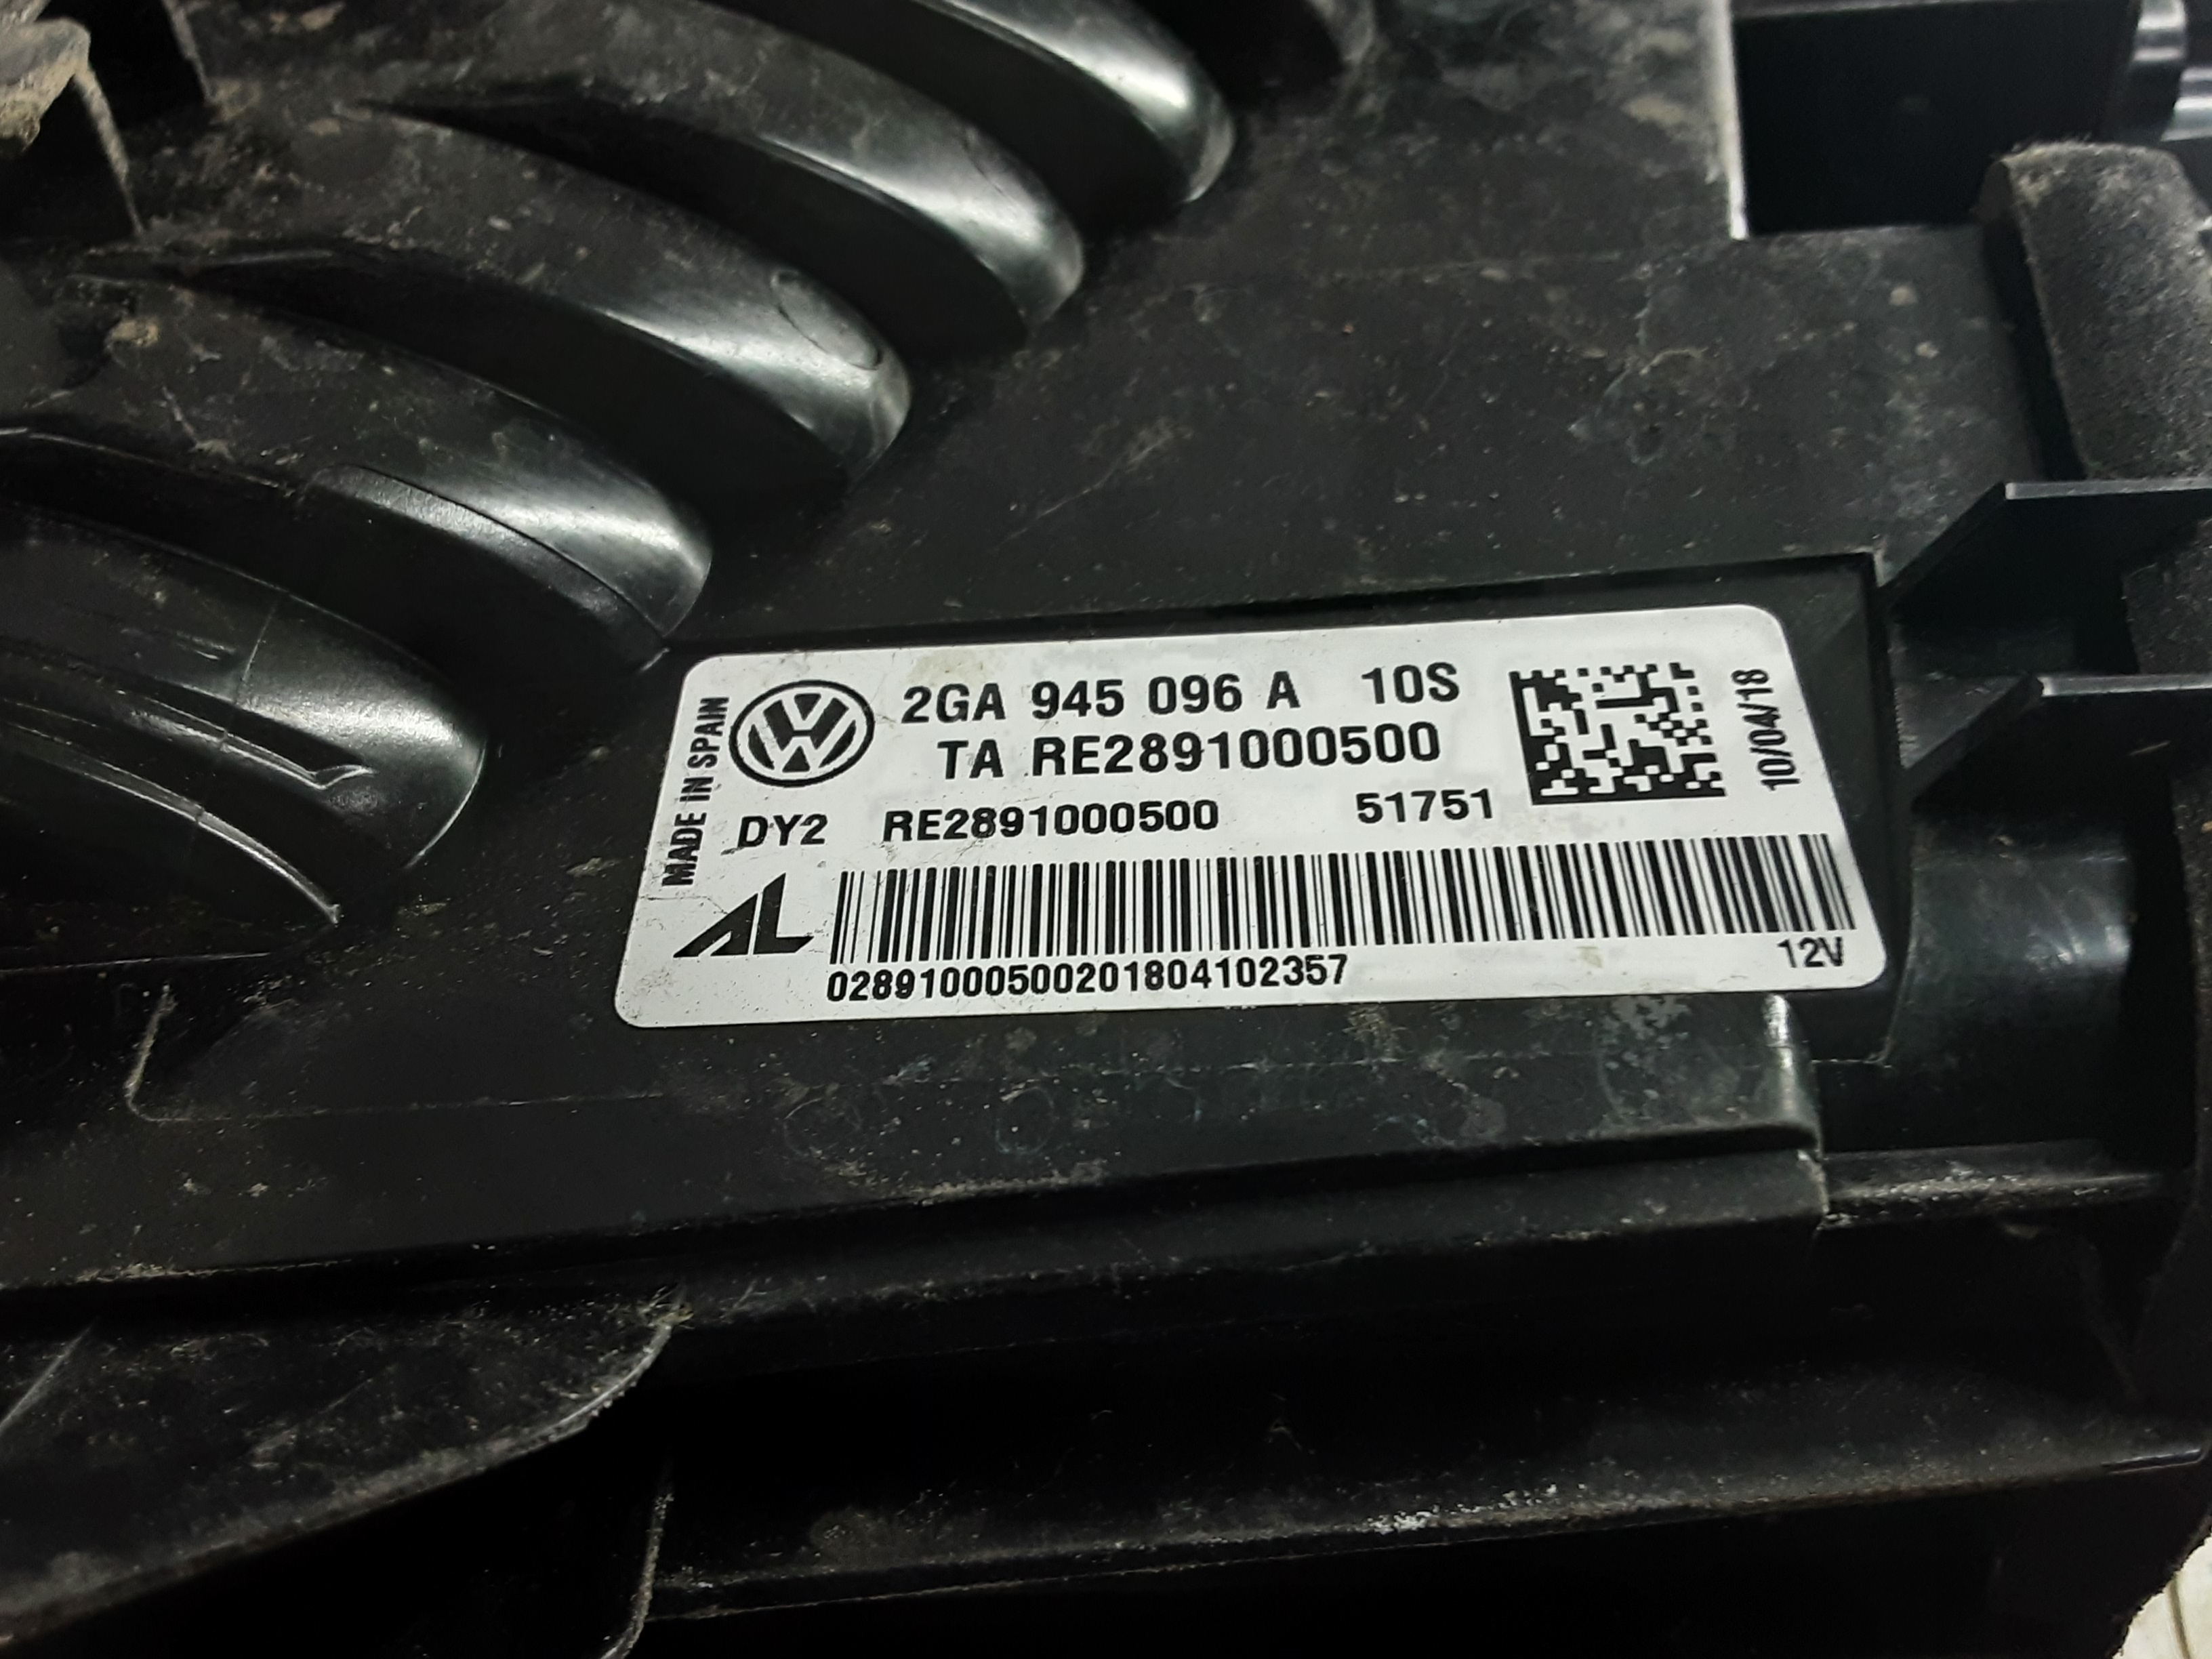 MADE IN SPAIN
2GA 945 096 A 10S
TA RE2891000500
DY2 RE2891000500 51751
10/04/18
AL
02891000500201804102357
12V